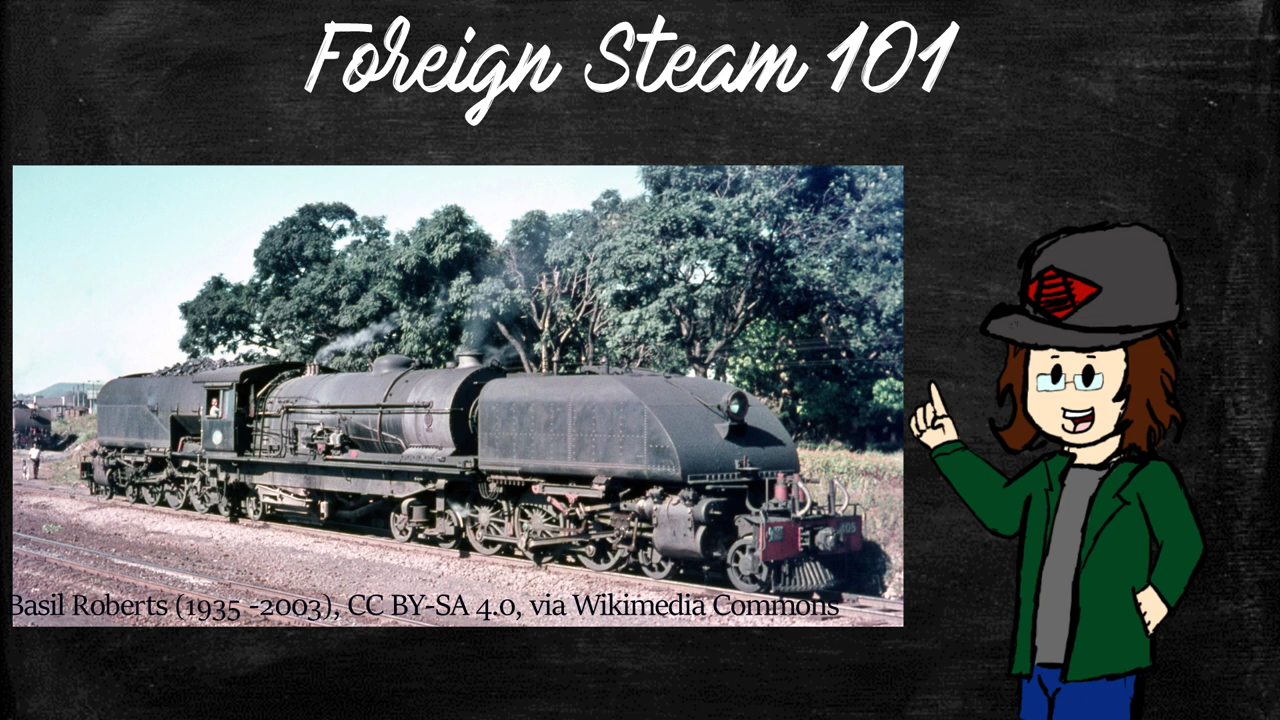 Foreign Steam 101
Basil Roberts (1935 -2003), CC BY-SA 4.0, via Wikimedia Commons